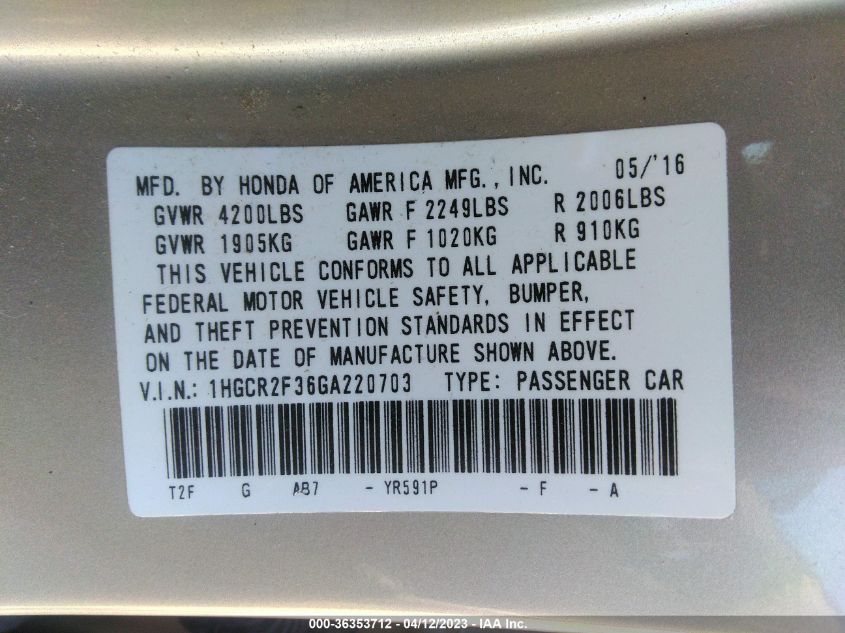 MFD. BY HONDA OF AMERICA MFG., INC. 05/'16
GVWR 4200LBS GAWR F 2249LBS R 2006LBS
GVWR 1905KG GAWR F 1020KG R 910KG
THIS VEHICLE CONFORMS TO ALL APPLICABLE
FEDERAL MOTOR VEHICLE SAFETY, BUMPER,
AND THEFT PREVENTION STANDARDS IN EFFECT
ON THE DATE OF MANUFACTURE SHOWN ABOVE.
V.I.N.: 1HGCR2F36GA220703 TYPE: PASSENGER CAR
T2F G AB7 - YR591P - F - A
000-36353712 - 04/12/2023 - IAA Inc.